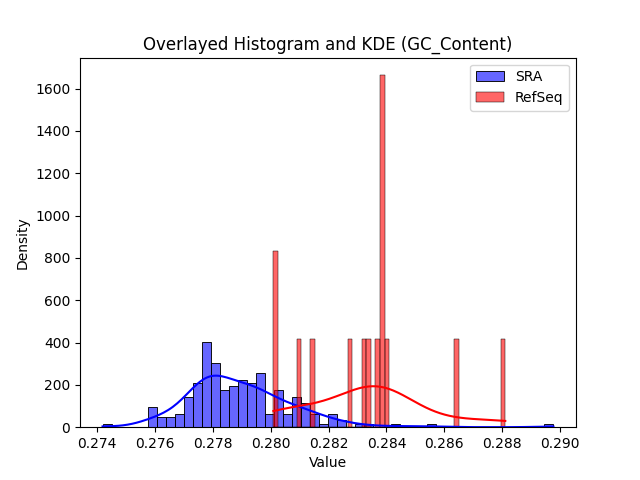 Overlayed Histogram and KDE (GC_Content)
SRA
RefSeq
1600
1400
1200
1000
800
600
400
200
0
Density
0.274 0.276 0.278 0.280 0.282 0.284 0.286 0.288 0.290
Value